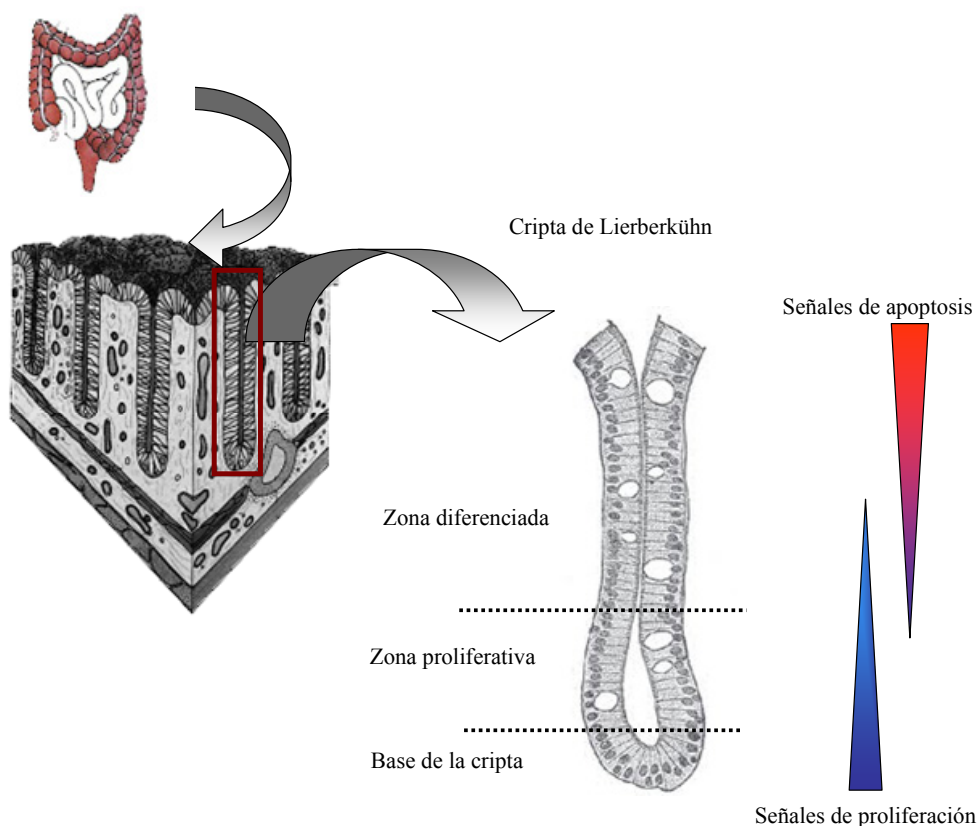 Cripta de Lierberkühn
Señales de apoptosis
Zona diferenciada
Zona proliferativa
Base de la cripta
Señales de proliferación